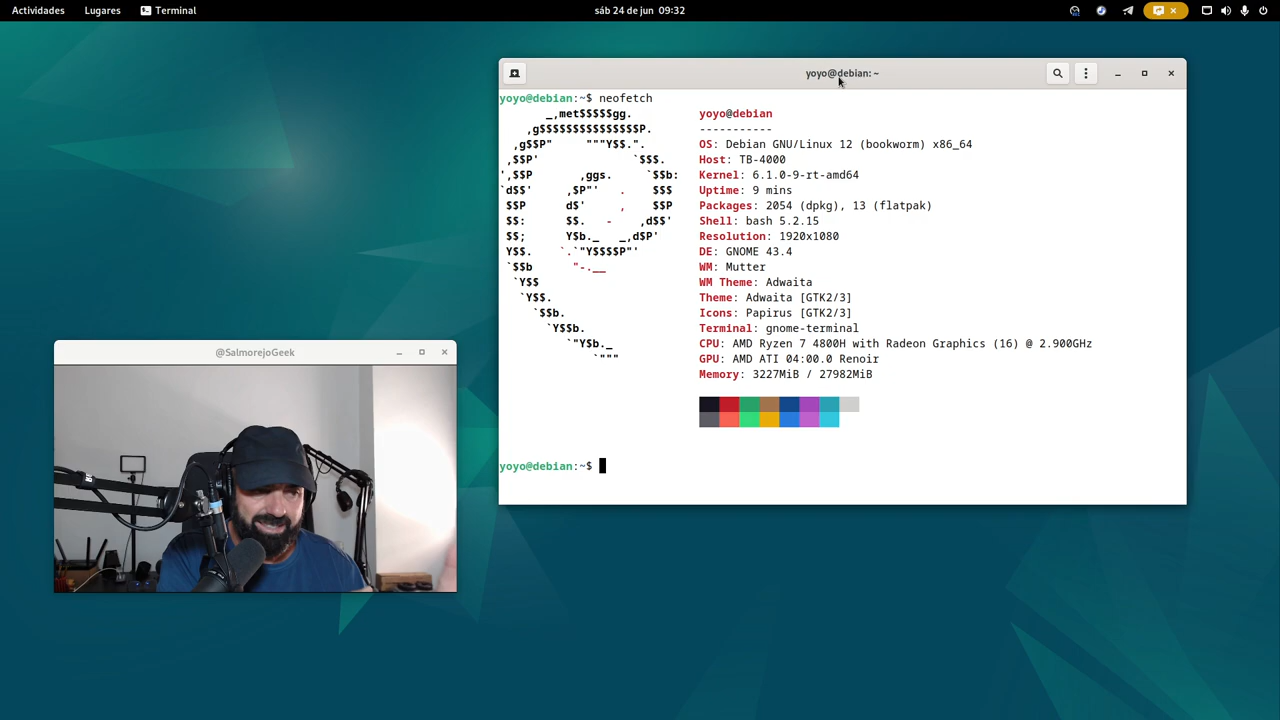 Actividades Lugares Terminal sáb 24 de jun 09:32
yoyo@debian: ~
yoyo@debian:~$ neofetch
_,met$$$$$gg.
,g$$$$$$$$$$$$$$$P.
,g$$P" """Y$$.".
,$$P' `$$$.
',$$P ,ggs. `$$b:
`d$$' ,$P"' . $$$
$$P d$' , $$P
$$: $$. - ,d$$'
$$; Y$b._ _,d$P'
Y$$. `.`"Y$$$$P"'
`$$b "-.__
`Y$$
`Y$$.
`$$b.
`Y$$b.
`"Y$b._
`"""
yoyo@debian
-----------
OS: Debian GNU/Linux 12 (bookworm) x86_64
Host: TB-4000
Kernel: 6.1.0-9-rt-amd64
Uptime: 9 mins
Packages: 2054 (dpkg), 13 (flatpak)
Shell: bash 5.2.15
Resolution: 1920x1080
DE: GNOME 43.4
WM: Mutter
WM Theme: Adwaita
Theme: Adwaita [GTK2/3]
Icons: Papirus [GTK2/3]
Terminal: gnome-terminal
CPU: AMD Ryzen 7 4800H with Radeon Graphics (16) @ 2.900GHz
GPU: AMD ATI 04:00.0 Renoir
Memory: 3227MiB / 27982MiB
yoyo@debian:~$
@SalmorejoGeek